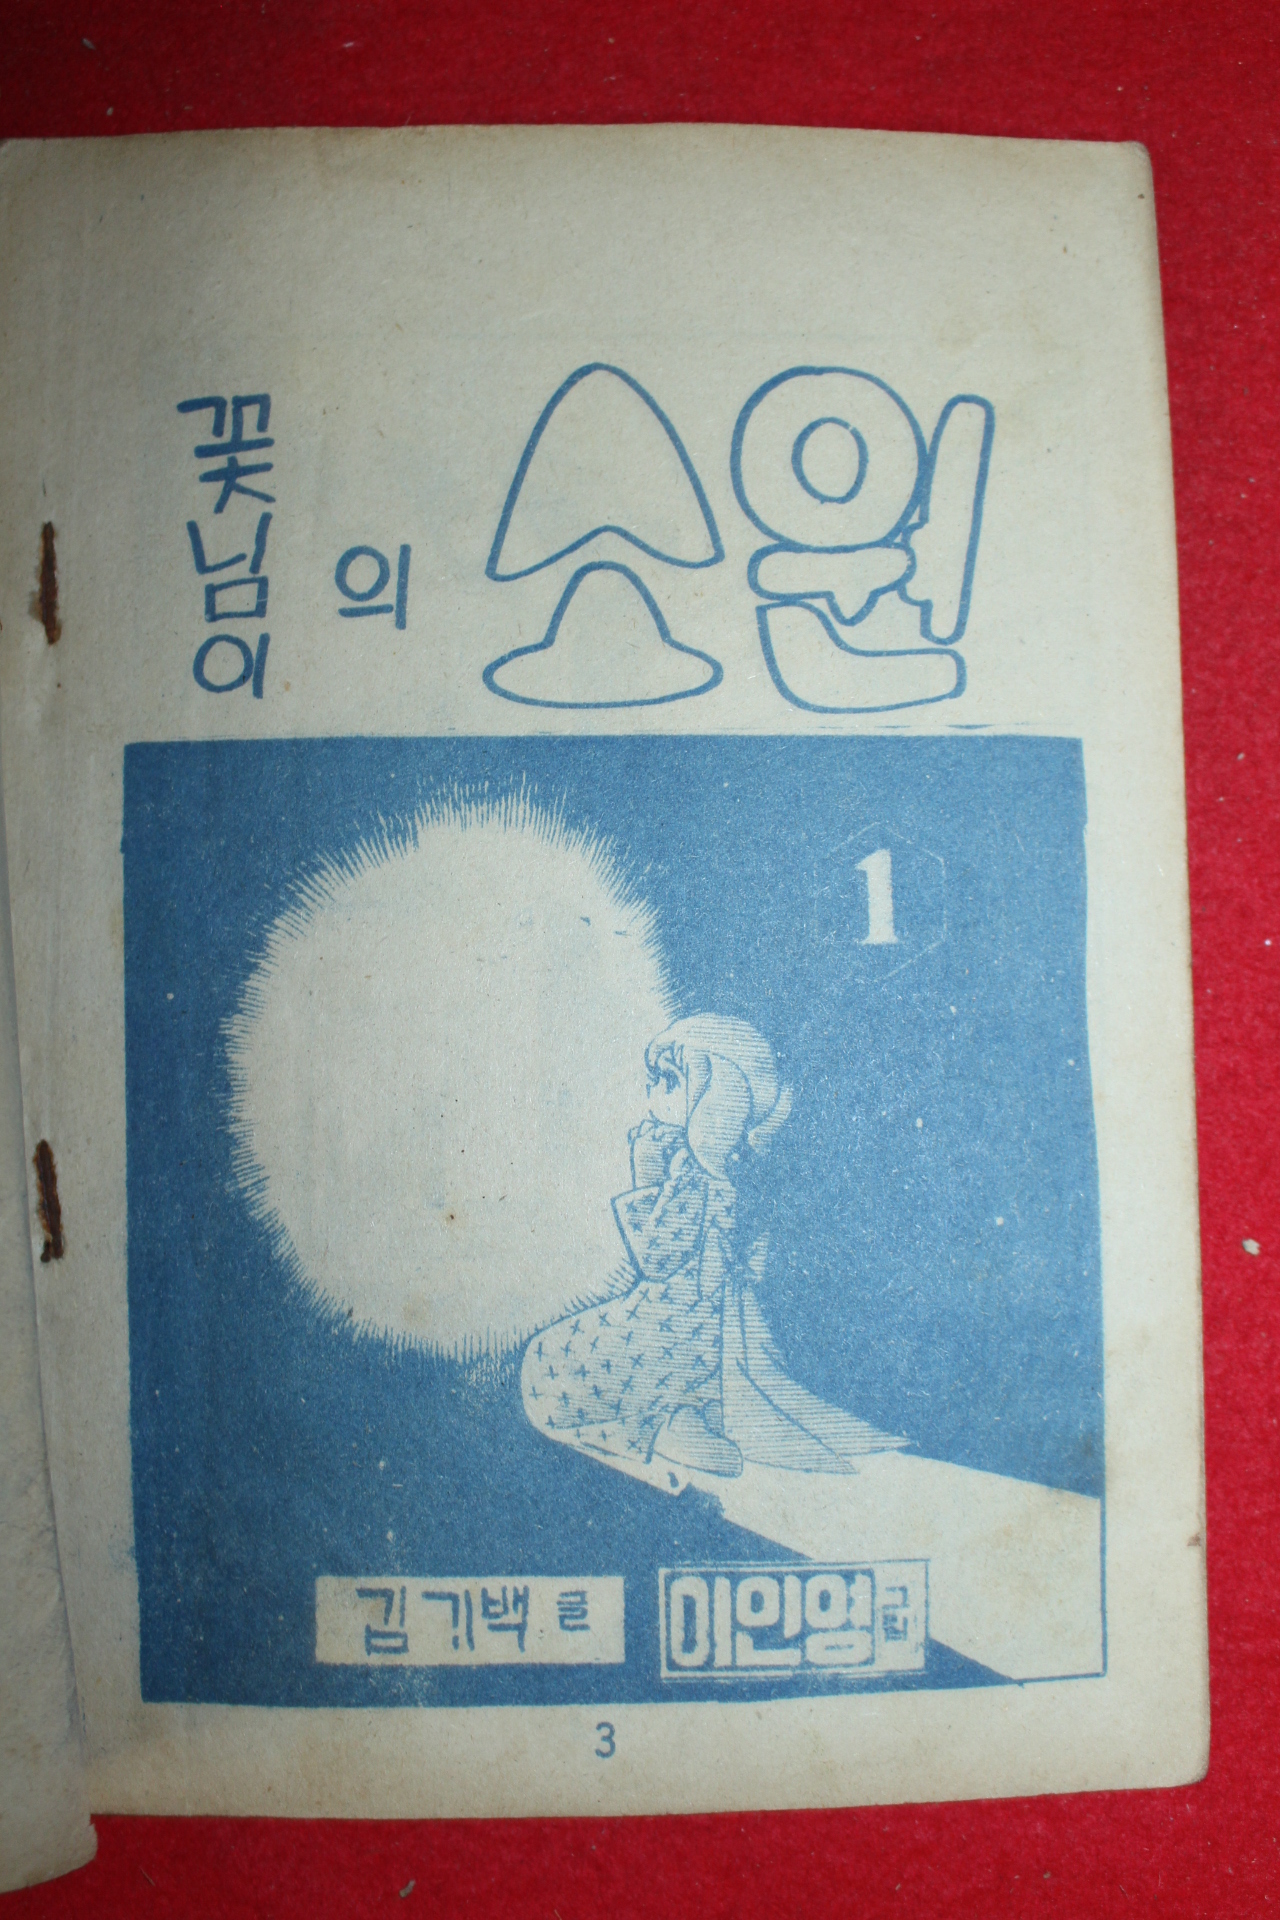 꽃님이의 소원
1
김기백 글
이인영 그림
3